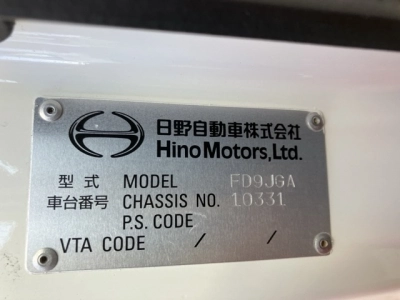 日野自動車株式会社
Hino Motors, Ltd.
型式 MODEL FD9JGA
車台番号 CHASSIS NO. 10331
P.S. CODE
VTA CODE / /